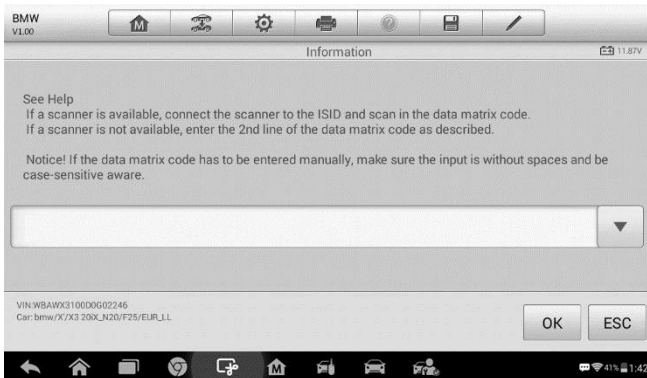 BMW
V1.00
Information
11.87V
See Help
If a scanner is available, connect the scanner to the ISID and scan in the data matrix code.
If a scanner is not available, enter the 2nd line of the data matrix code as described.
Notice! If the data matrix code has to be entered manually, make sure the input is without spaces and be
case-sensitive aware.
VIN:WBAWX3100D0G02246
Car: bmw/X'/X3 20iX_N20/F25/EUR_LL
OK
ESC
41%
1:42